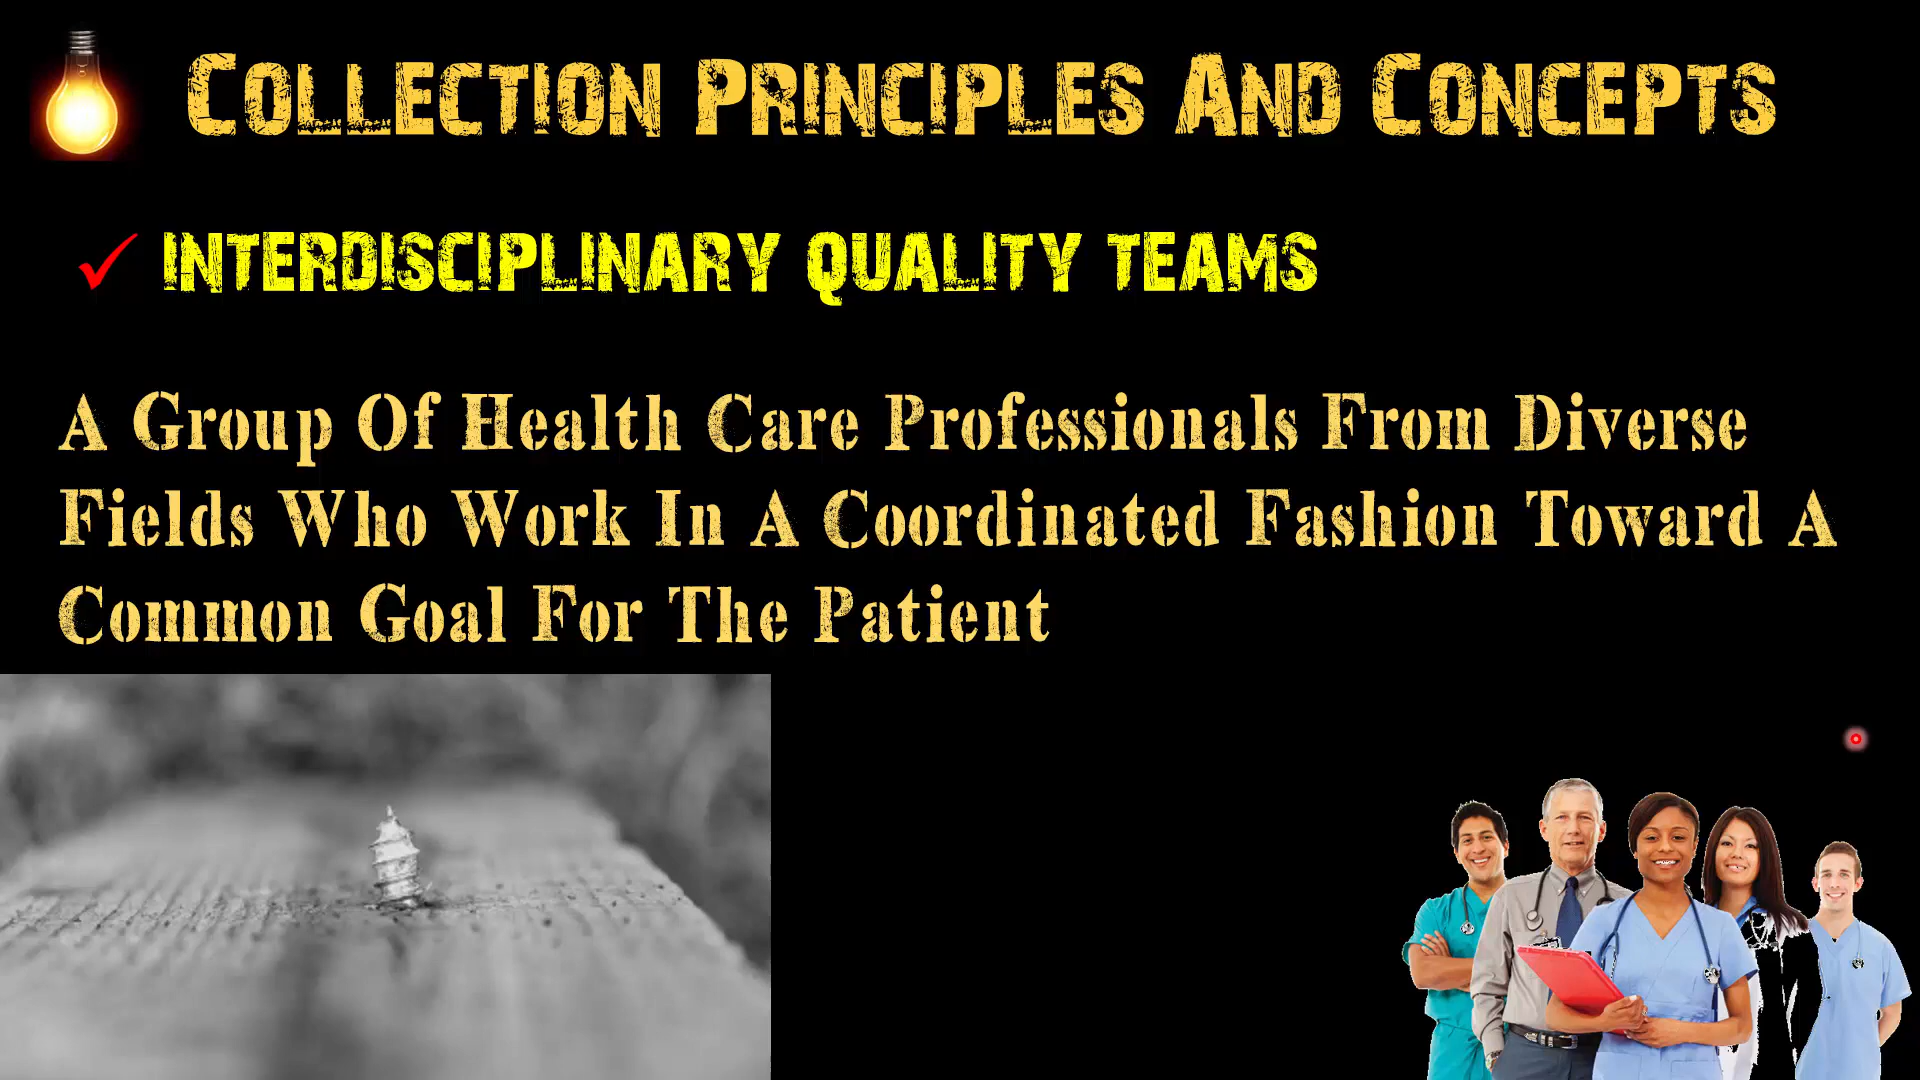 Collection Principles And Concepts
INTERDISCIPLINARY QUALITY TEAMS
A Group Of Health Care Professionals From Diverse
Fields Who Work In A Coordinated Fashion Toward A
Common Goal For The Patient